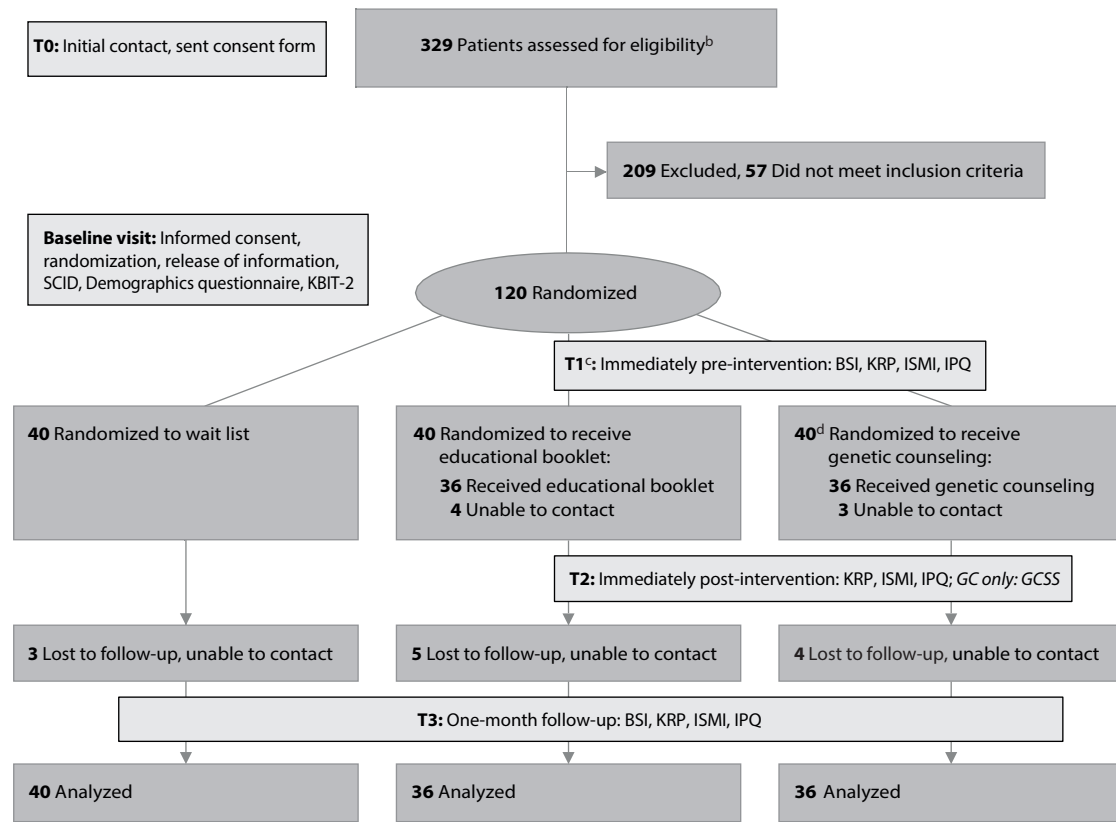 T0: Initial contact, sent consent form
329 Patients assessed for eligibilityᵇ
209 Excluded, 57 Did not meet inclusion criteria
Baseline visit: Informed consent,
randomization, release of information,
SCID, Demographics questionnaire, KBIT-2
120 Randomized
T1ᶜ: Immediately pre-intervention: BSI, KRP, ISMI, IPQ
40 Randomized to wait list
40 Randomized to receive
educational booklet:
36 Received educational booklet
4 Unable to contact
40ᵈ Randomized to receive
genetic counseling:
36 Received genetic counseling
3 Unable to contact
T2: Immediately post-intervention: KRP, ISMI, IPQ; GC only: GCSS
3 Lost to follow-up, unable to contact
5 Lost to follow-up, unable to contact
4 Lost to follow-up, unable to contact
T3: One-month follow-up: BSI, KRP, ISMI, IPQ
40 Analyzed
36 Analyzed
36 Analyzed